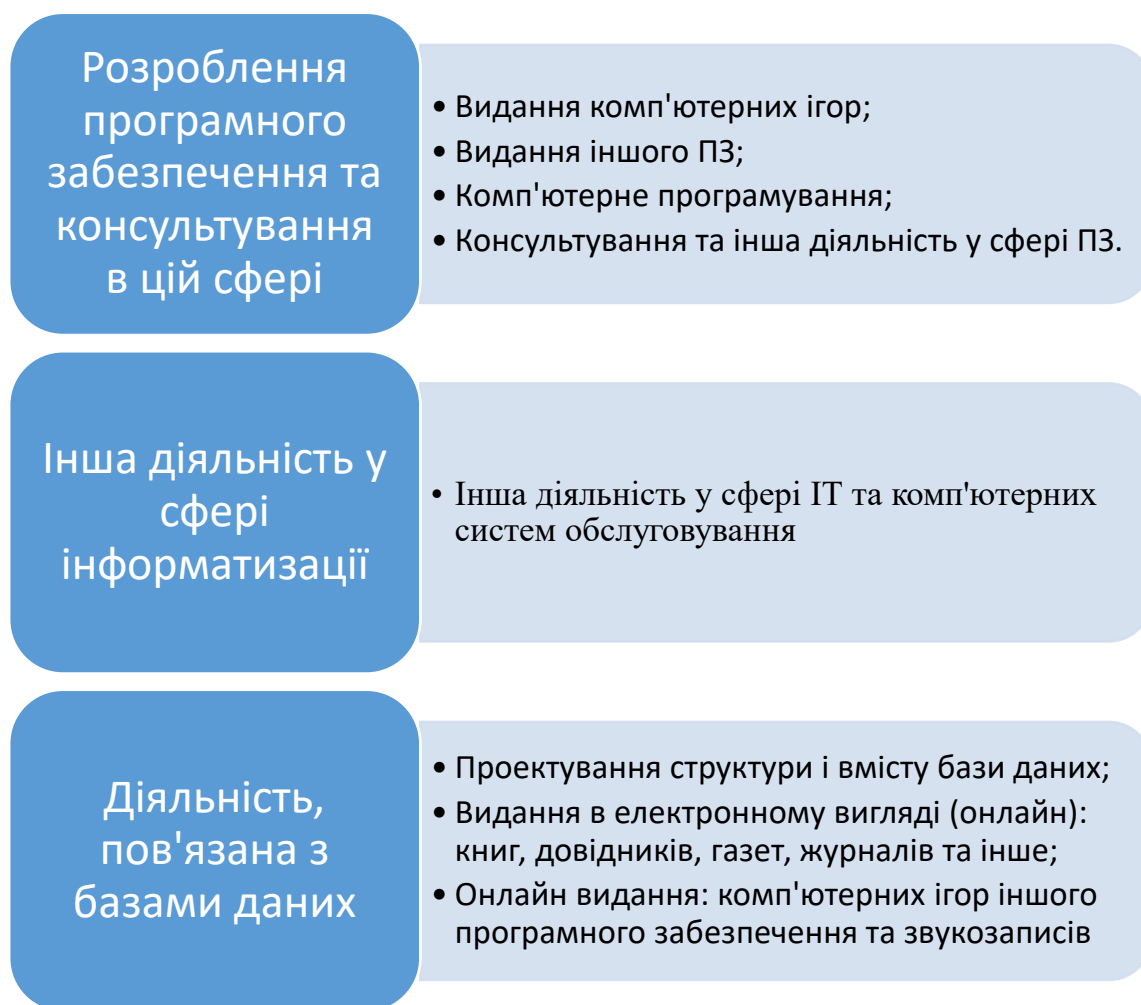 Розроблення
програмного
забезпечення та
консультування
в цій сфері
• Видання комп'ютерних ігор;
• Видання іншого ПЗ;
• Комп'ютерне програмування;
• Консультування та інша діяльність у сфері ПЗ.
Інша діяльність у
сфері
інформатизації
• Інша діяльність у сфері ІТ та комп'ютерних
систем обслуговування
Діяльність,
пов'язана з
базами даних
• Проектування структури і вмісту бази даних;
• Видання в електронному вигляді (онлайн):
книг, довідників, газет, журналів та інше;
• Онлайн видання: комп'ютерних ігор іншого
програмного забезпечення та звукозаписів